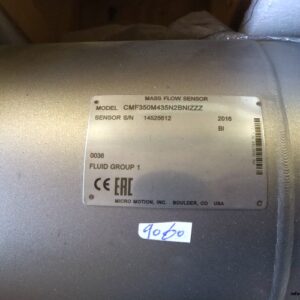 MASS FLOW SENSOR
MODEL CMF350M435N2BNIZZZ
SENSOR S/N 14525612 2016
BI
0038
FLUID GROUP 1
CE EAC
MICRO MOTION, INC. BOULDER, CO USA
9060